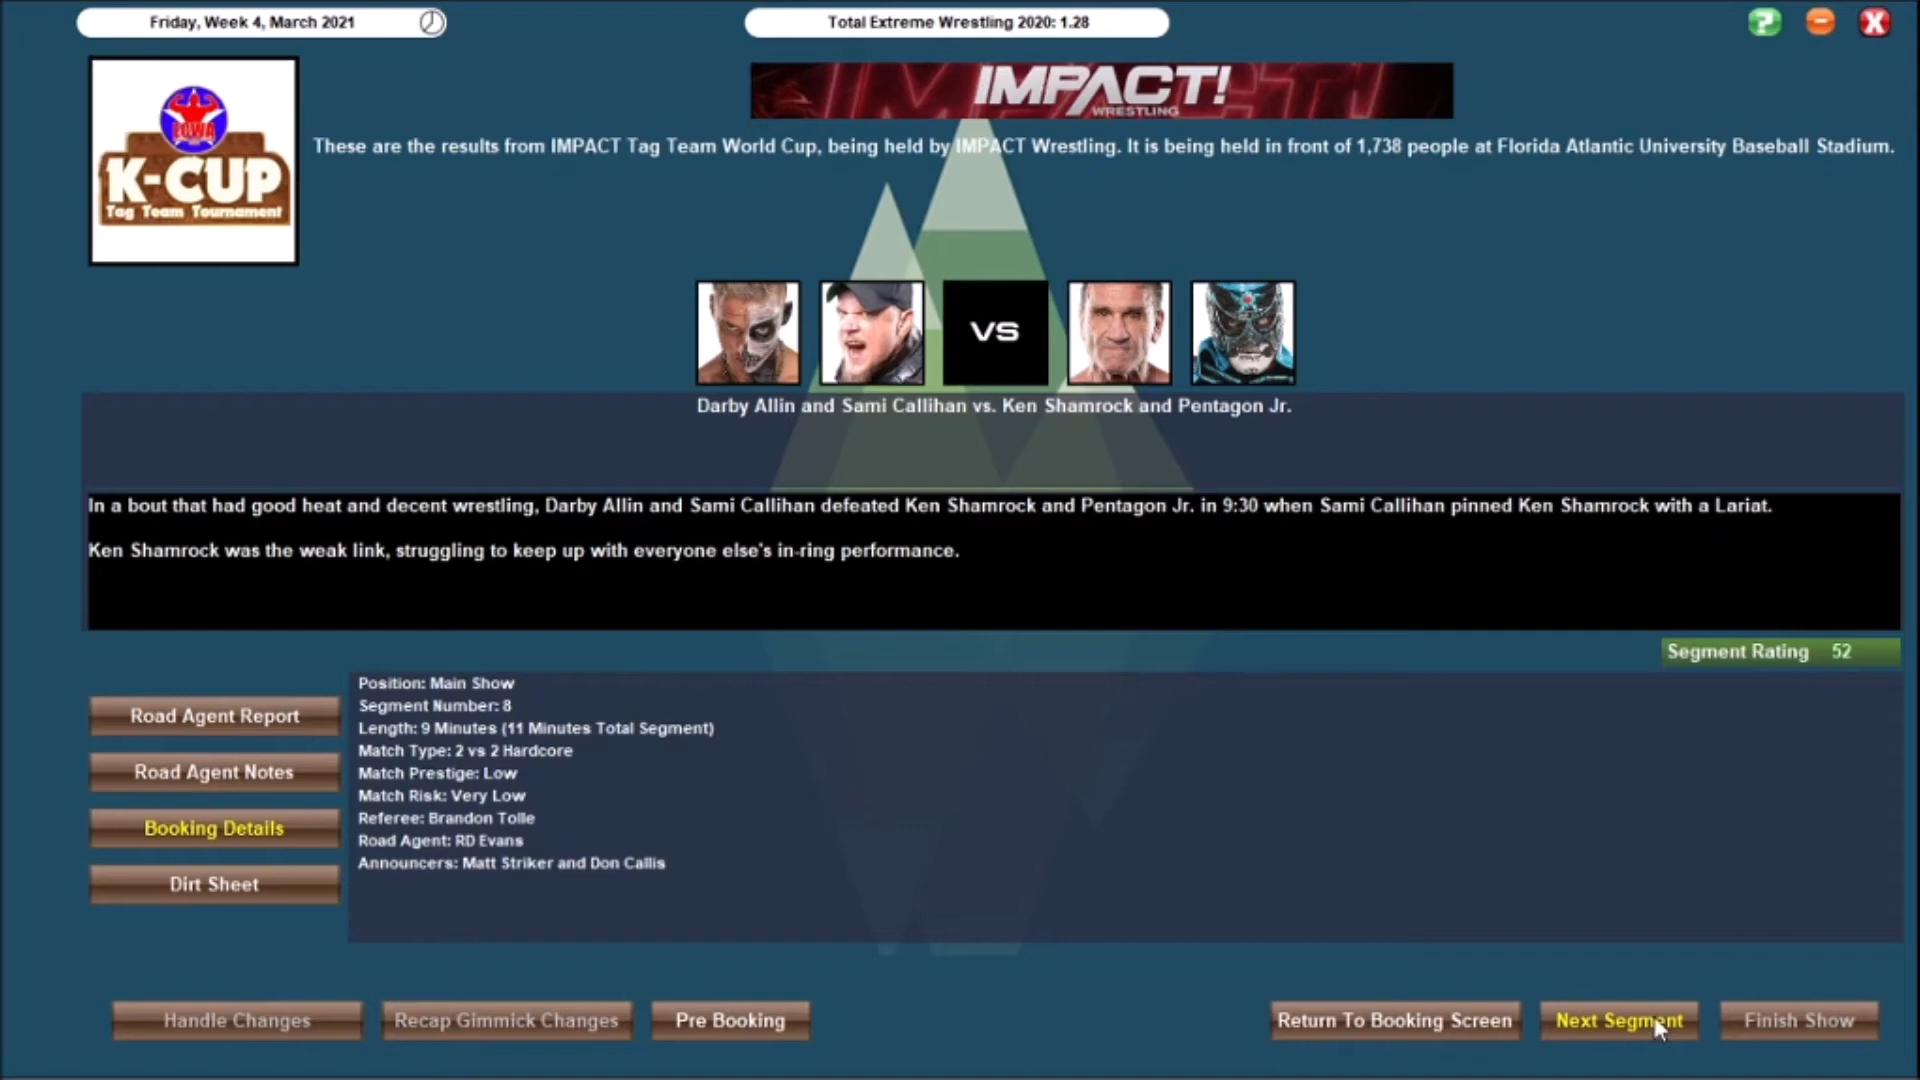 Friday, Week 4, March 2021
Total Extreme Wrestling 2020: 1.28
?
X
IMPACT!
WRESTLING
ECWA
K-CUP
Tag Team Tournament
These are the results from IMPACT Tag Team World Cup, being held by IMPACT Wrestling. It is being held in front of 1,738 people at Florida Atlantic University Baseball Stadium.
VS
Darby Allin and Sami Callihan vs. Ken Shamrock and Pentagon Jr.
In a bout that had good heat and decent wrestling, Darby Allin and Sami Callihan defeated Ken Shamrock and Pentagon Jr. in 9:30 when Sami Callihan pinned Ken Shamrock with a Lariat.
Ken Shamrock was the weak link, struggling to keep up with everyone else's in-ring performance.
Segment Rating 52
Road Agent Report
Road Agent Notes
Booking Details
Dirt Sheet
Position: Main Show
Segment Number: 8
Length: 9 Minutes (11 Minutes Total Segment)
Match Type: 2 vs 2 Hardcore
Match Prestige: Low
Match Risk: Very Low
Referee: Brandon Tolle
Road Agent: RD Evans
Announcers: Matt Striker and Don Callis
Handle Changes
Recap Gimmick Changes
Pre Booking
Return To Booking Screen
Next Segment
Finish Show